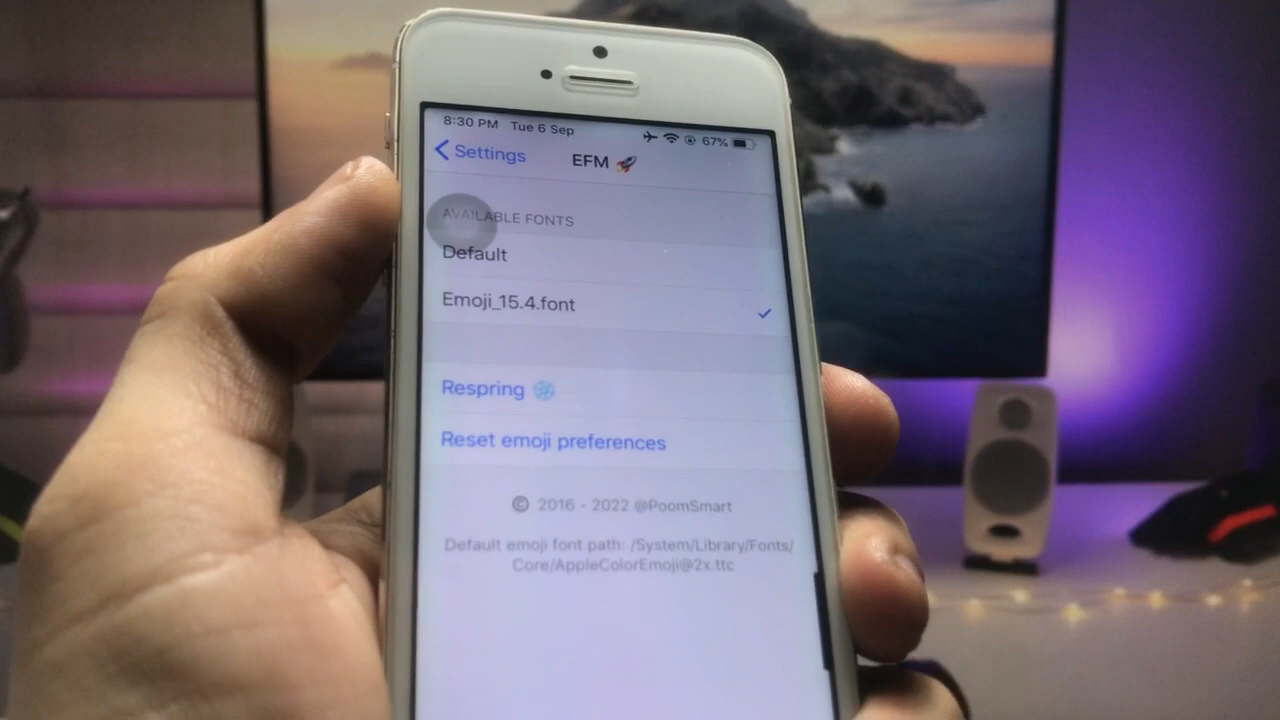 8:30 PM Tue 6 Sep 67%
Settings EFM 🚀
AVAILABLE FONTS
Default
Emoji_15.4.font
Respring ❄️
Reset emoji preferences
© 2016 - 2022 @PoomSmart
Default emoji font path: /System/Library/Fonts/
Core/AppleColorEmoji@2x.ttc